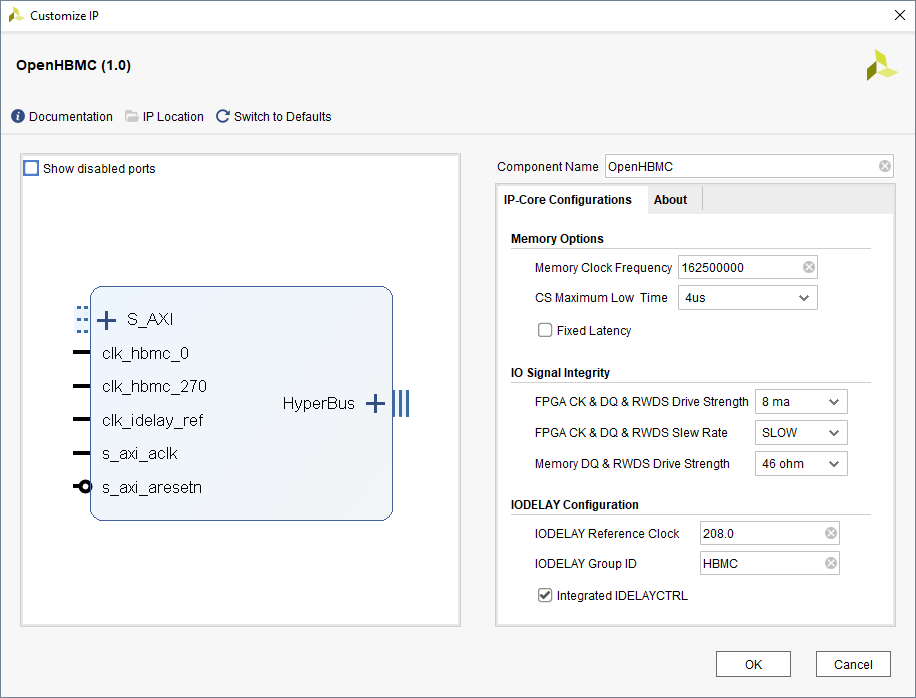 Customize IP
OpenHBMC (1.0)
Documentation IP Location Switch to Defaults
Show disabled ports
S_AXI
clk_hbmc_0
clk_hbmc_270
clk_idelay_ref
s_axi_aclk
s_axi_aresetn
HyperBus
Component Name OpenHBMC
IP-Core Configurations About
Memory Options
Memory Clock Frequency 162500000
CS Maximum Low Time 4us
Fixed Latency
IO Signal Integrity
FPGA CK & DQ & RWDS Drive Strength 8 ma
FPGA CK & DQ & RWDS Slew Rate SLOW
Memory DQ & RWDS Drive Strength 46 ohm
IODELAY Configuration
IODELAY Reference Clock 208.0
IODELAY Group ID HBMC
Integrated IDELAYCTRL
OK Cancel